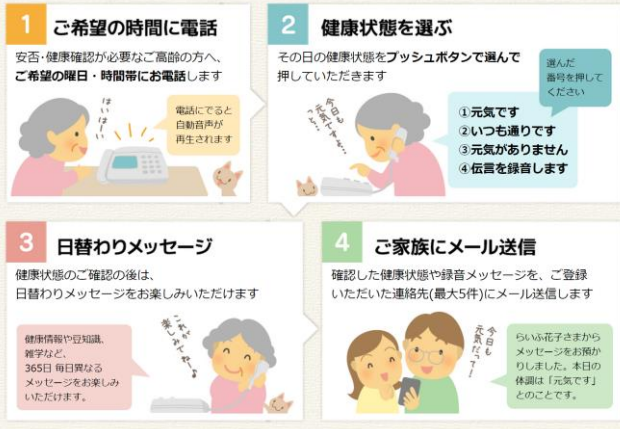 1 ご希望の時間に電話
安否・健康確認が必要なご高齢の方へ、
ご希望の曜日・時間帯にお電話します
はいはーい
電話にでると
自動音声が
再生されます
2 健康状態を選ぶ
その日の健康状態をプッシュボタンで選んで
押していただきます
選んだ
番号を押して
ください
今日も
元気ですよ…
っと…
①元気です
②いつも通りです
③元気がありません
④伝言を録音します
3 日替わりメッセージ
健康状態のご確認の後は、
日替わりメッセージをお楽しみいただけます
健康情報や豆知識、
雑学など、
365日 毎日異なる
メッセージをお楽しみ
いただけます。
これが
楽しみでね〜♪
4 ご家族にメール送信
確認した健康状態や録音メッセージを、ご登録
いただいた連絡先(最大5件)にメール送信します
今日も
元気だって!
らいふ花子さまから
メッセージをお預か
りしました。本日の
体調は「元気です」
とのことです。